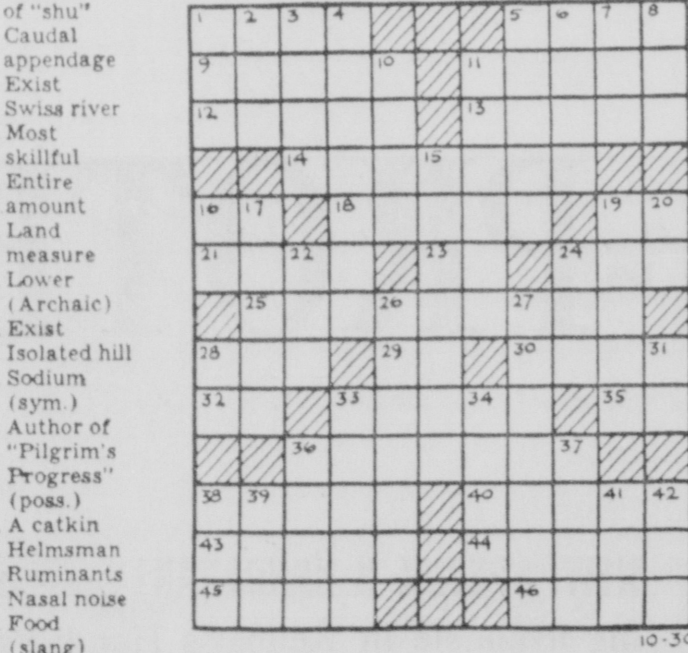 of "shu"
Caudal
appendage
Exist
Swiss river
Most
skillful
Entire
amount
Land
measure
Lower
(Archaic)
Exist
Isolated hill
Sodium
(sym.)
Author of
"Pilgrim's
Progress"
(poss.)
A catkin
Helmsman
Ruminants
Nasal noise
Food
(slang)
1 2 3 4 5 6 7 8
9 10 11
12 13
14 15
16 17 18 19 20
21 22 23 24
25 26 27
28 29 30 31
32 33 34 35
36 37
38 39 40 41 42
43 44
45 46
10-30